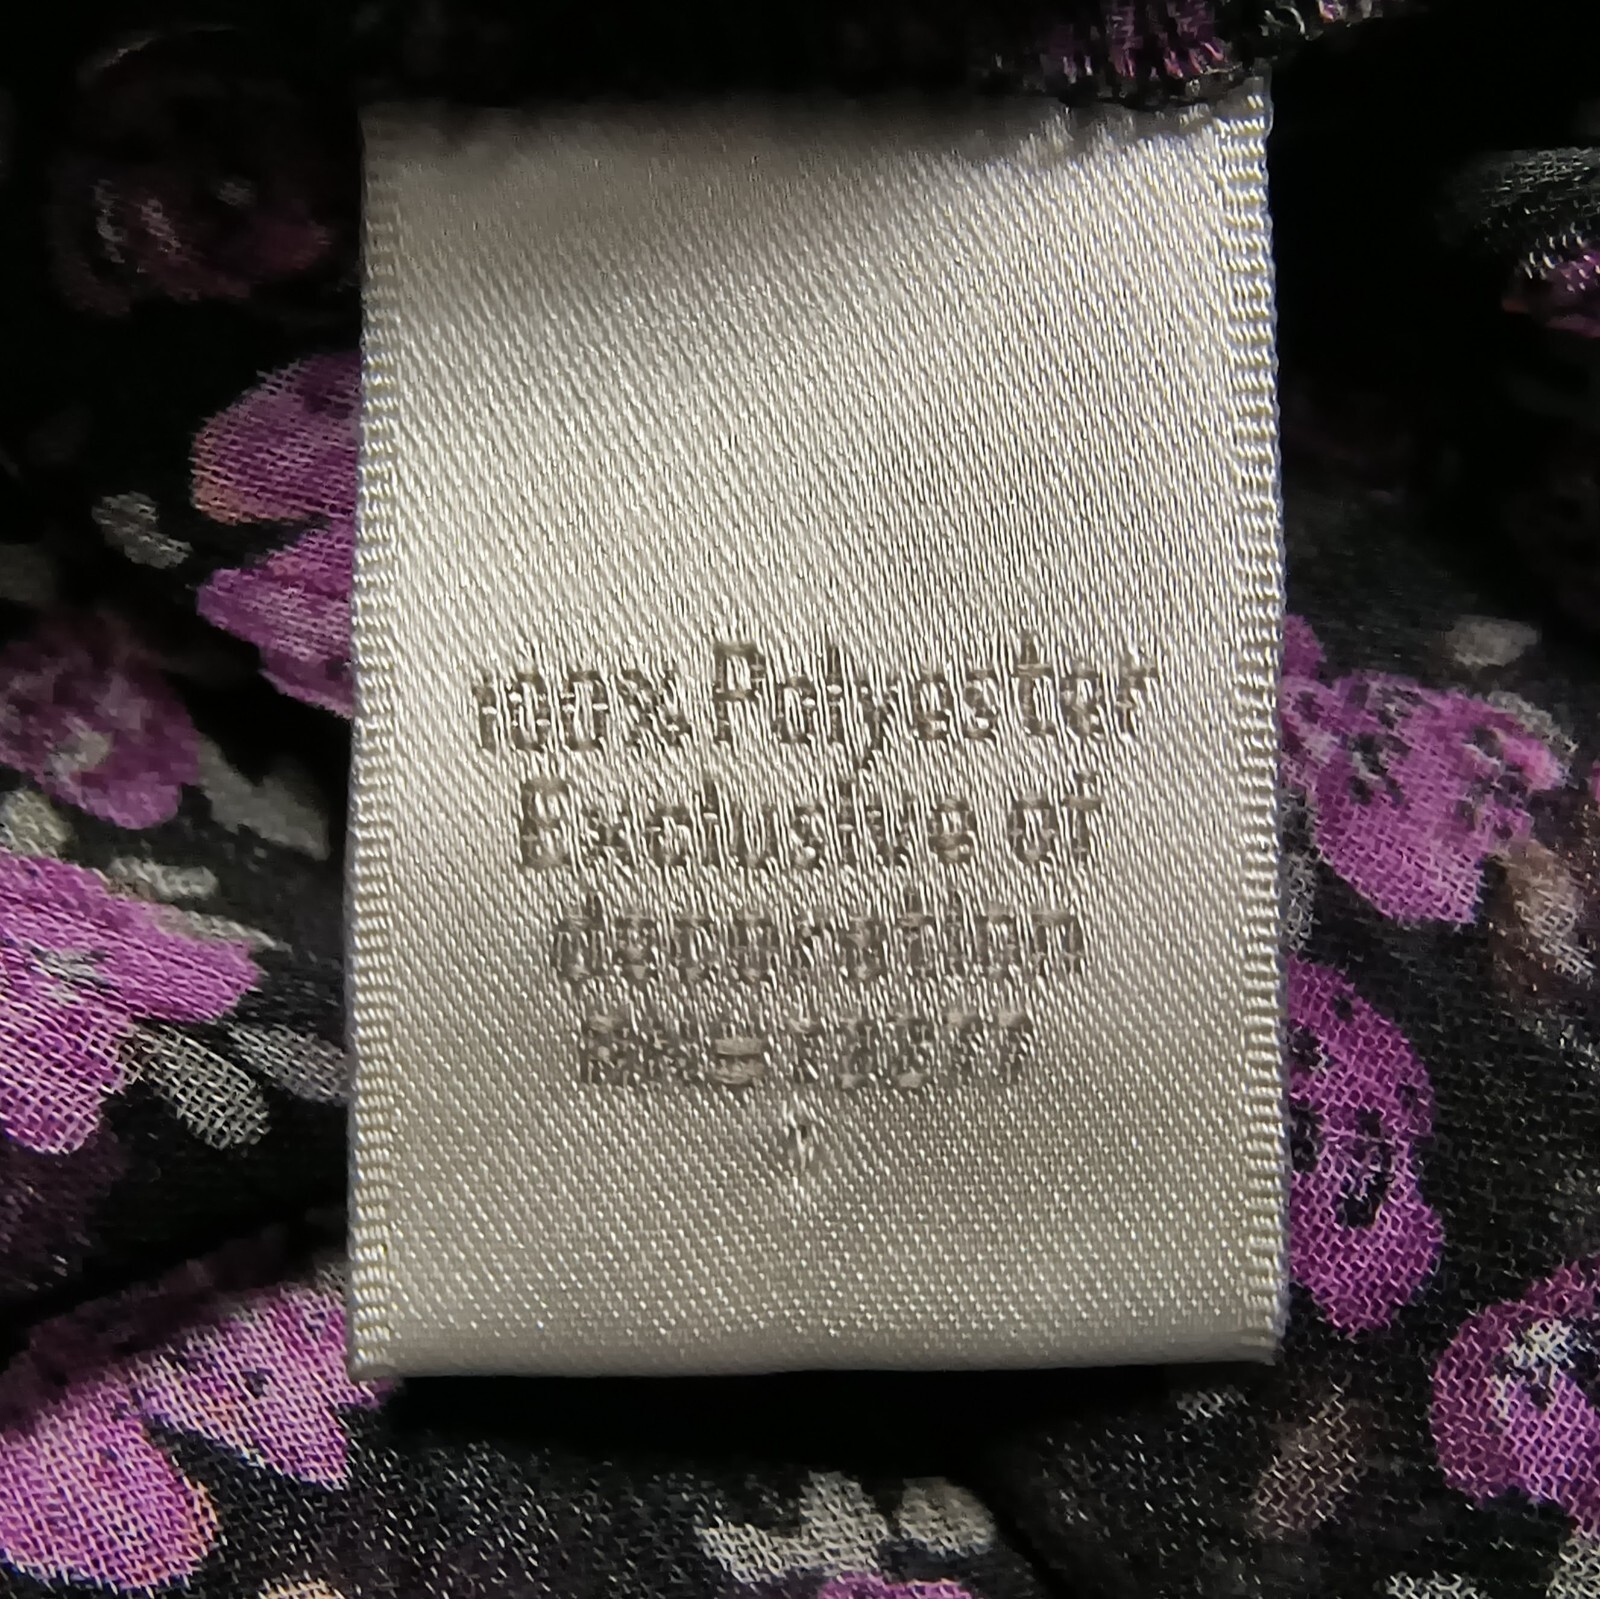 100% Polyester
Exclusive of
decoration